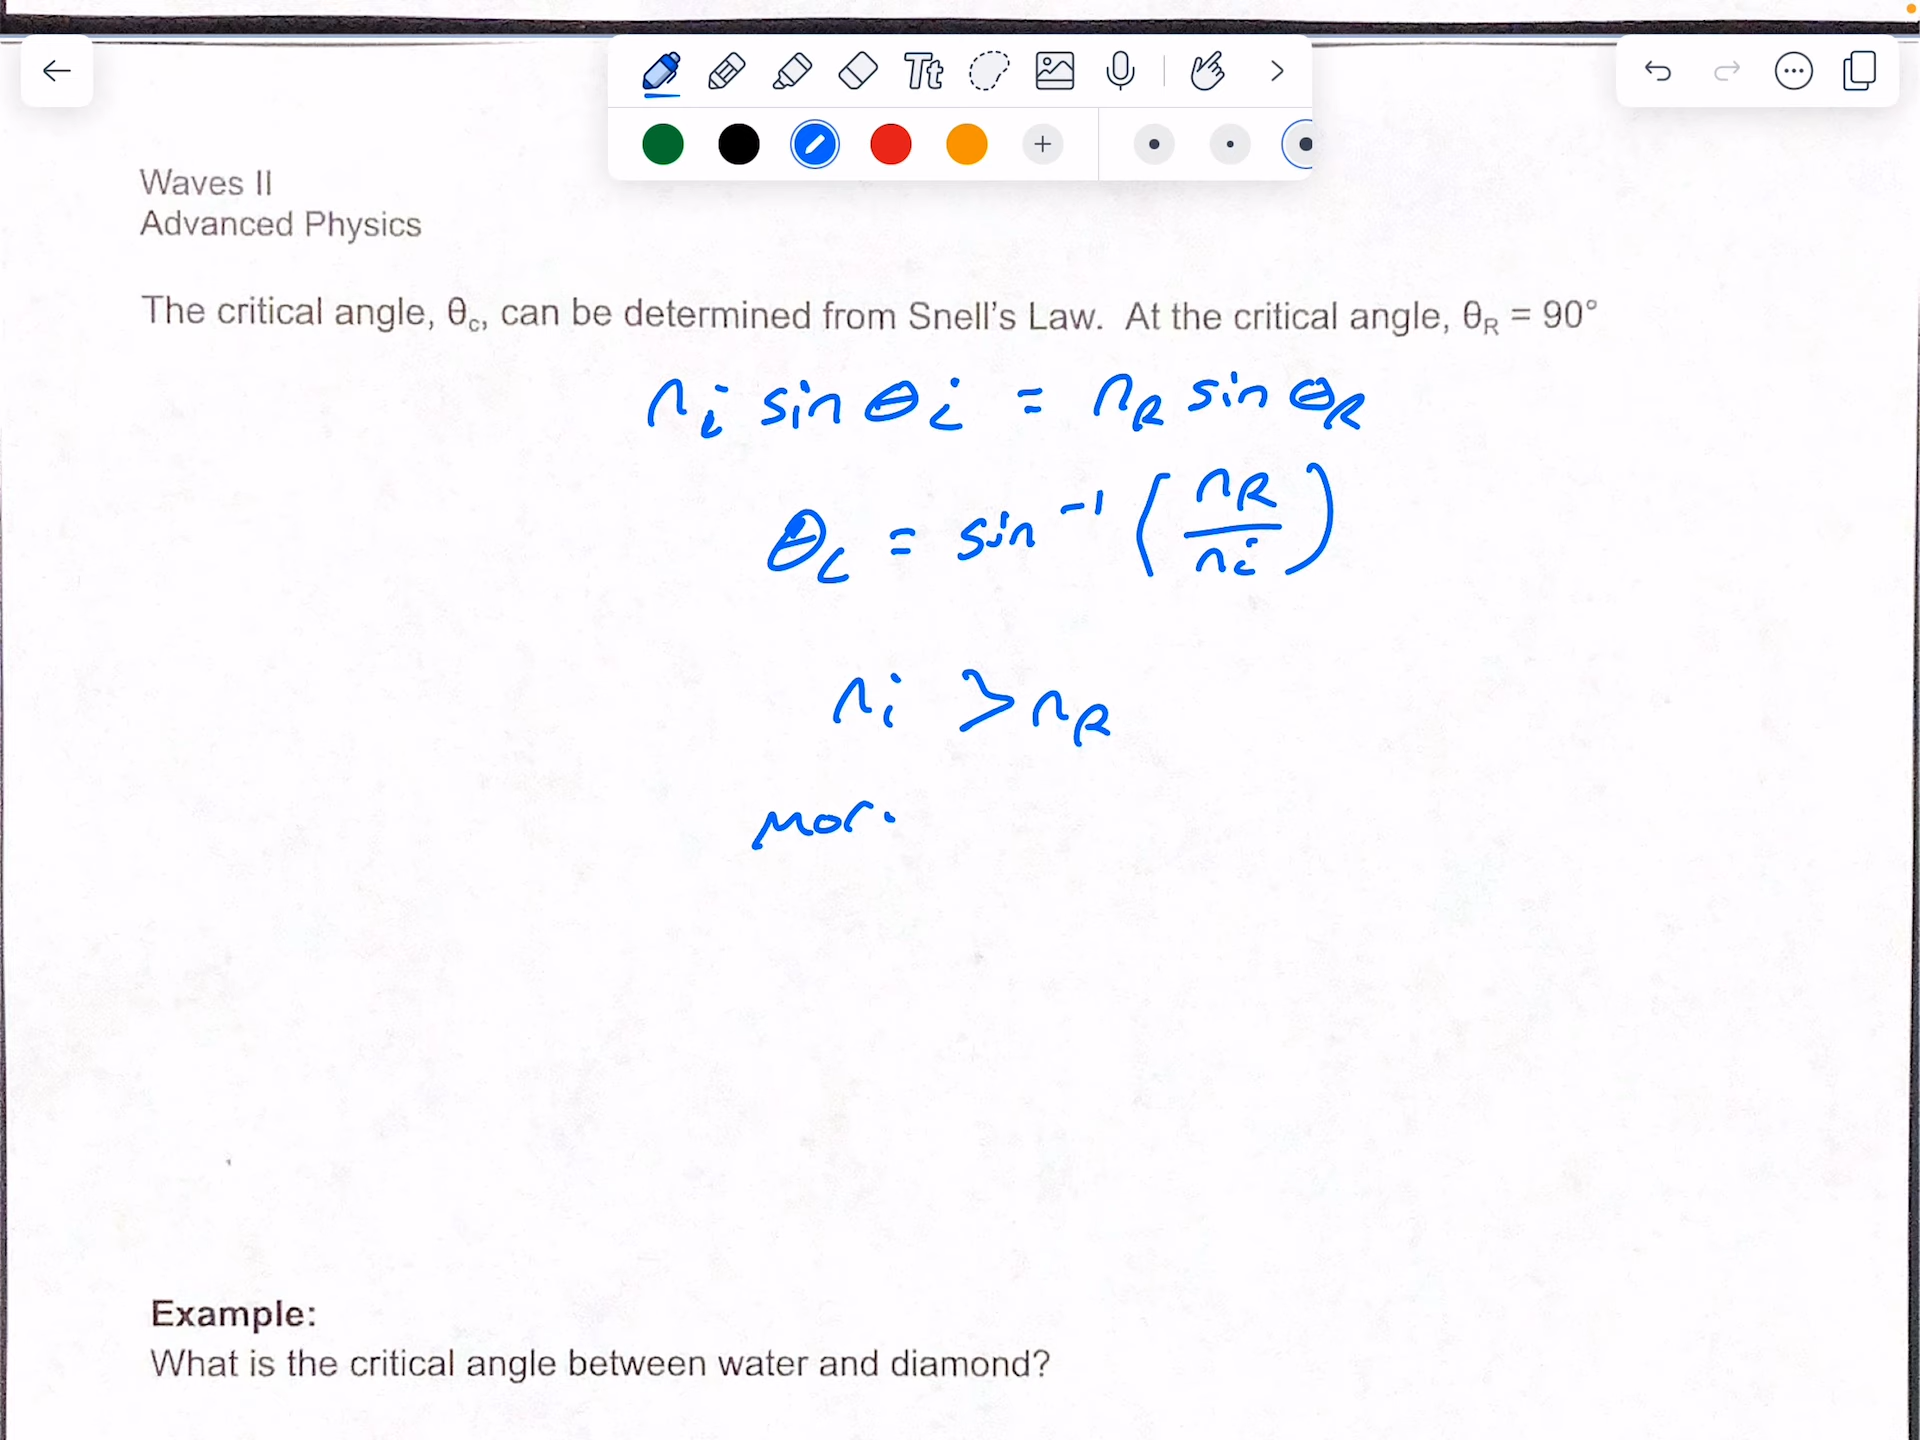 Tt
Waves II
Advanced Physics
The critical angle, θc, can be determined from Snell's Law. At the critical angle, θR = 90°
ni sin θi = nR sin θR
θc = sin⁻¹ (nR/ni)
ni > nR
mor
Example:
What is the critical angle between water and diamond?